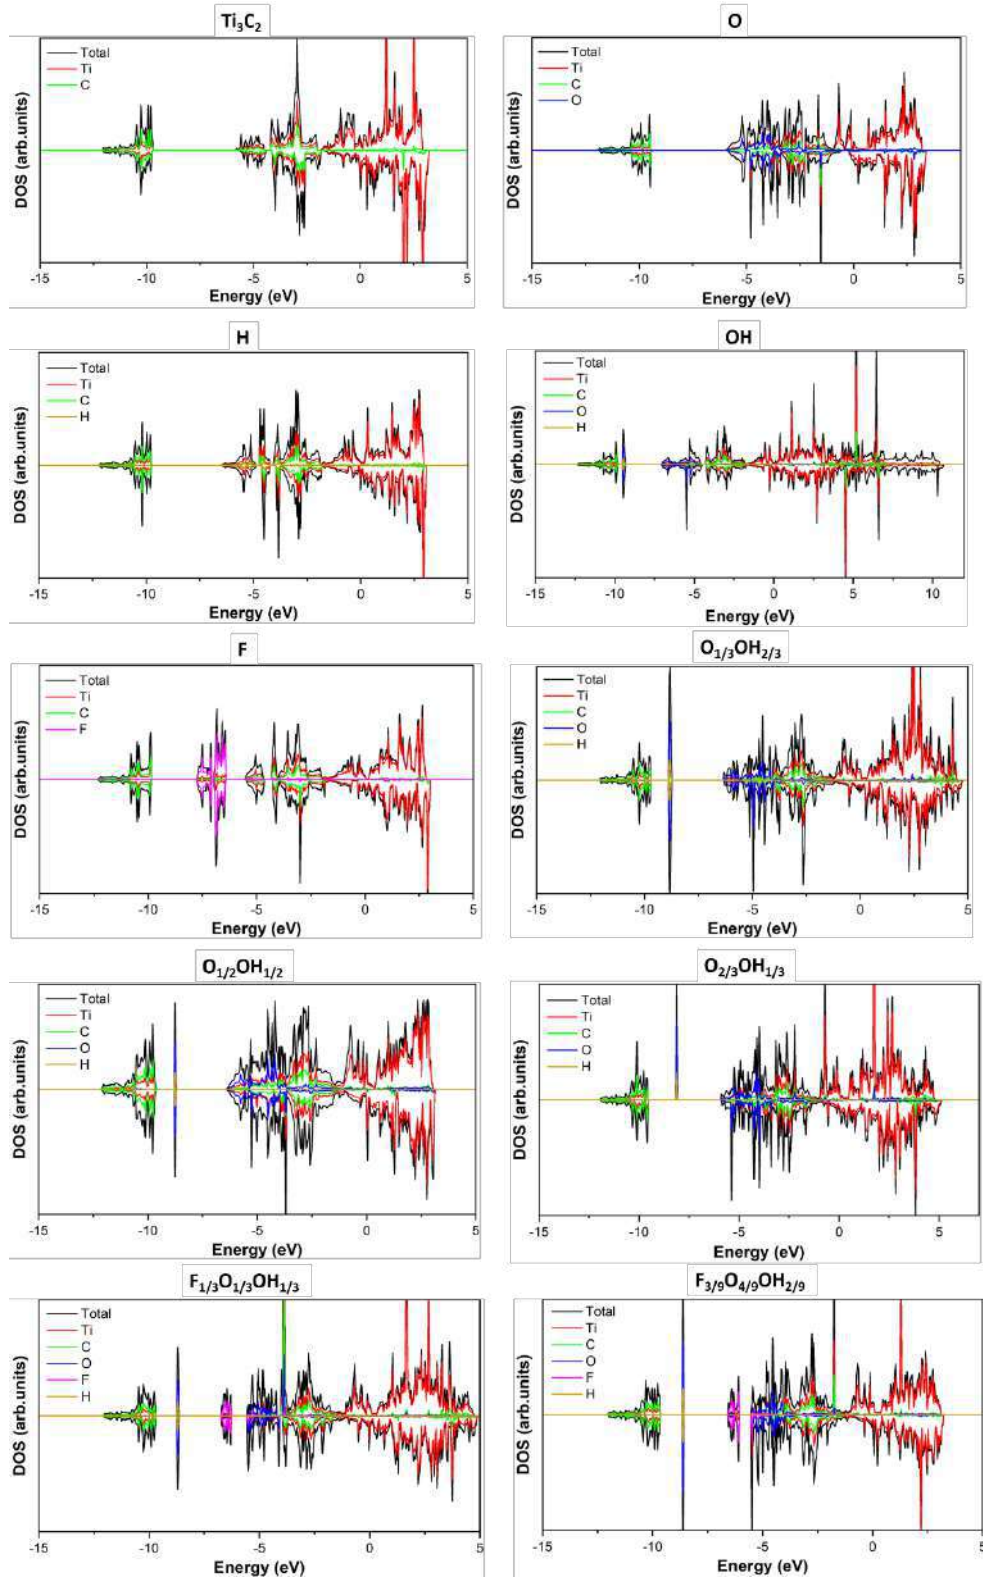 Ti₃C₂
Total
Ti
C
DOS (arb.units)
-15 -10 -5 0 5
Energy (eV)
O
Total
Ti
C
O
DOS (arb.units)
-15 -10 -5 0 5
Energy (eV)
H
Total
Ti
C
H
DOS (arb.units)
-15 -10 -5 0 5
Energy (eV)
OH
Total
Ti
C
O
H
DOS (arb.units)
-15 -10 -5 0 5 10
Energy (eV)
F
Total
Ti
C
F
DOS (arb.units)
-15 -10 -5 0 5
Energy (eV)
O₁/₃OH₂/₃
Total
Ti
C
O
H
DOS (arb.units)
-15 -10 -5 0 5
Energy (eV)
O₁/₂OH₁/₂
Total
Ti
C
O
H
DOS (arb.units)
-15 -10 -5 0 5
Energy (eV)
O₂/₃OH₁/₃
Total
Ti
C
O
H
DOS (arb.units)
-15 -10 -5 0 5
Energy (eV)
F₁/₃O₁/₃OH₁/₃
Total
Ti
C
O
F
H
DOS (arb.units)
-15 -10 -5 0 5
Energy (eV)
F₃/₉O₄/₉OH₂/₉
Total
Ti
C
O
F
H
DOS (arb.units)
-15 -10 -5 0 5
Energy (eV)